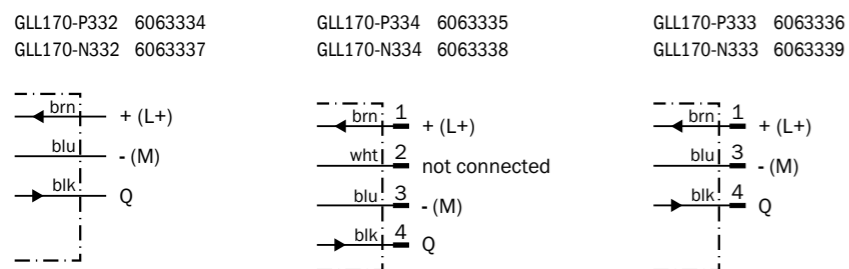 GLL170-P332 6063334
GLL170-N332 6063337
brn + (L+)
blu - (M)
blk Q
GLL170-P334 6063335
GLL170-N334 6063338
brn 1 + (L+)
wht 2 not connected
blu 3 - (M)
blk 4 Q
GLL170-P333 6063336
GLL170-N333 6063339
brn 1 + (L+)
blu 3 - (M)
blk 4 Q